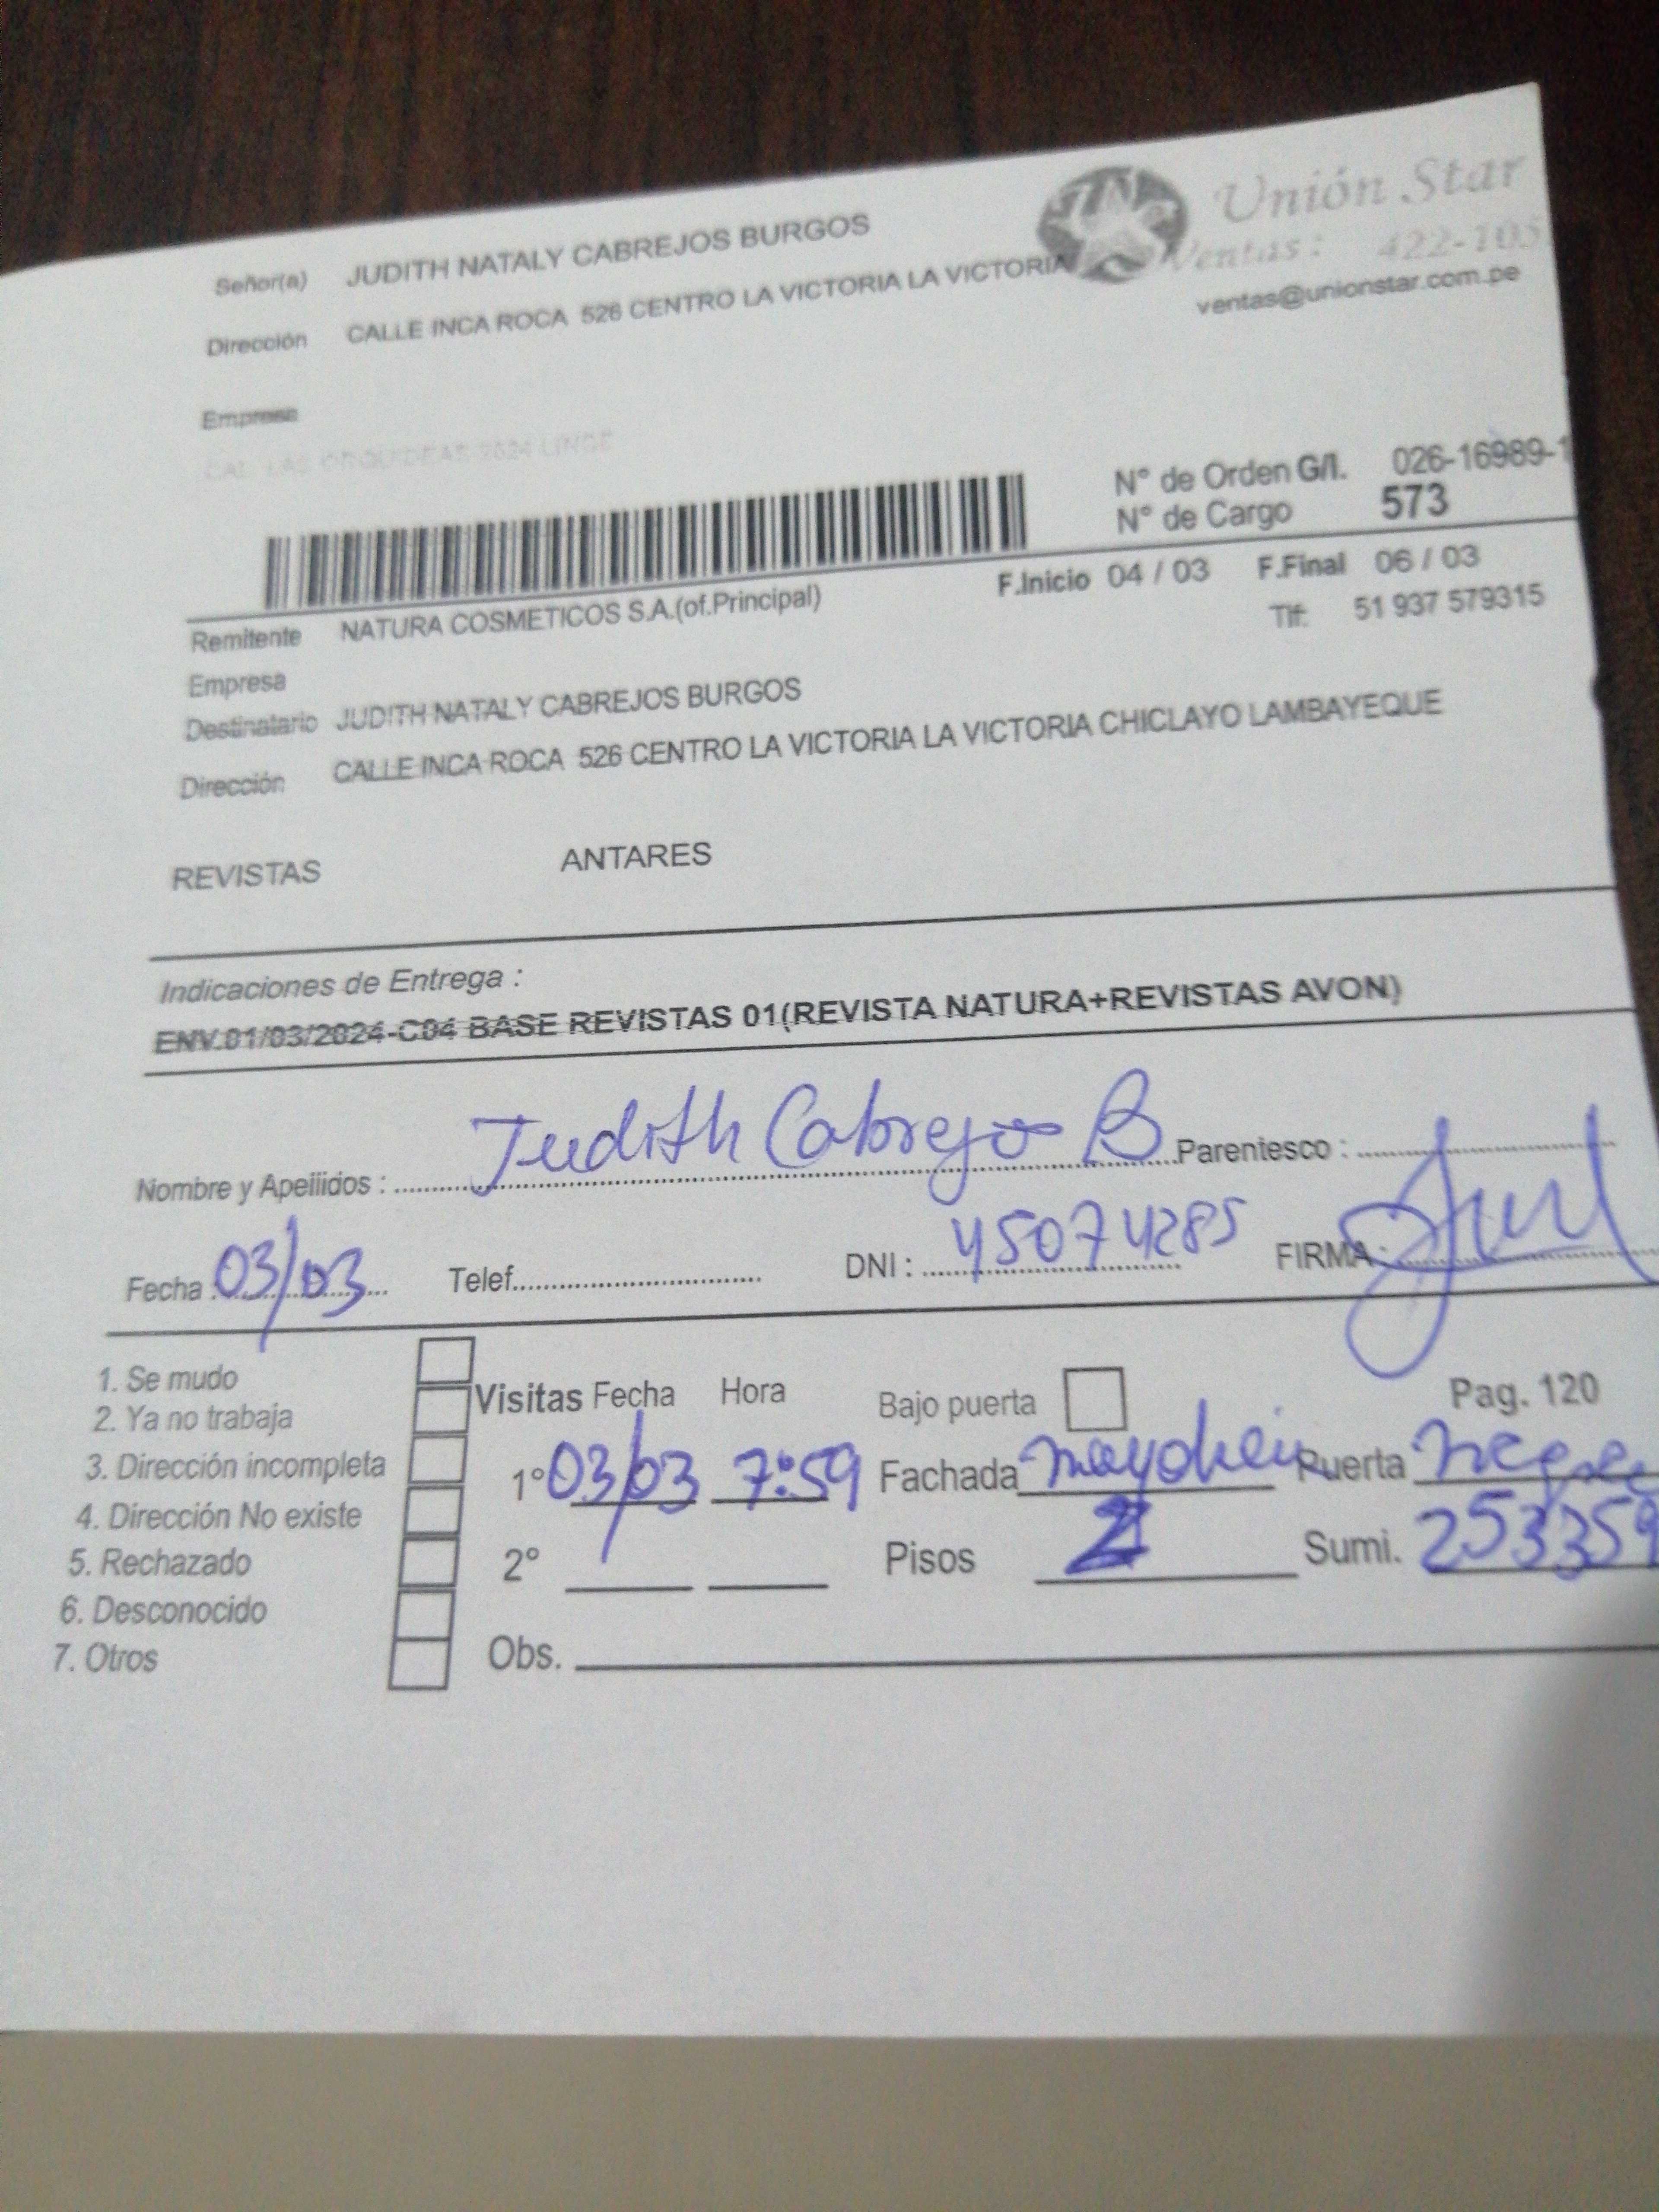 Unión Star
Señor(a) JUDITH NATALY CABREJOS BURGOS
Ventas: 422-105
Dirección CALLE INCA ROCA 526 CENTRO LA VICTORIA LA VICTORIA
ventas@unionstar.com.pe
Empresa
CAL. LAS ORQUIDEAS LINCE
N° de Orden G/I. 026-16989-1
N° de Cargo 573
F.Inicio 04 / 03 F.Final 06 / 03
Remitente NATURA COSMETICOS S.A.(of.Principal)
Tlf: 51 937 579315
Empresa
Destinatario JUDITH NATALY CABREJOS BURGOS
Dirección CALLE INCA ROCA 526 CENTRO LA VICTORIA LA VICTORIA CHICLAYO LAMBAYEQUE
REVISTAS ANTARES
Indicaciones de Entrega :
ENV.01/03/2024-C04 BASE REVISTAS 01(REVISTA NATURA+REVISTAS AVON)
Nombre y Apellidos : Judith Cabrejos B Parentesco :
Fecha 03/03 Telef. DNI : 45074285 FIRMA :
1. Se mudo
2. Ya no trabaja
3. Dirección incompleta
4. Dirección No existe
5. Rechazado
6. Desconocido
7. Otros
Visitas Fecha Hora Bajo puerta Pag. 120
1° 03/03 7:59 Fachada Puerta
2° Pisos 2 Sumi. 253359
Obs.